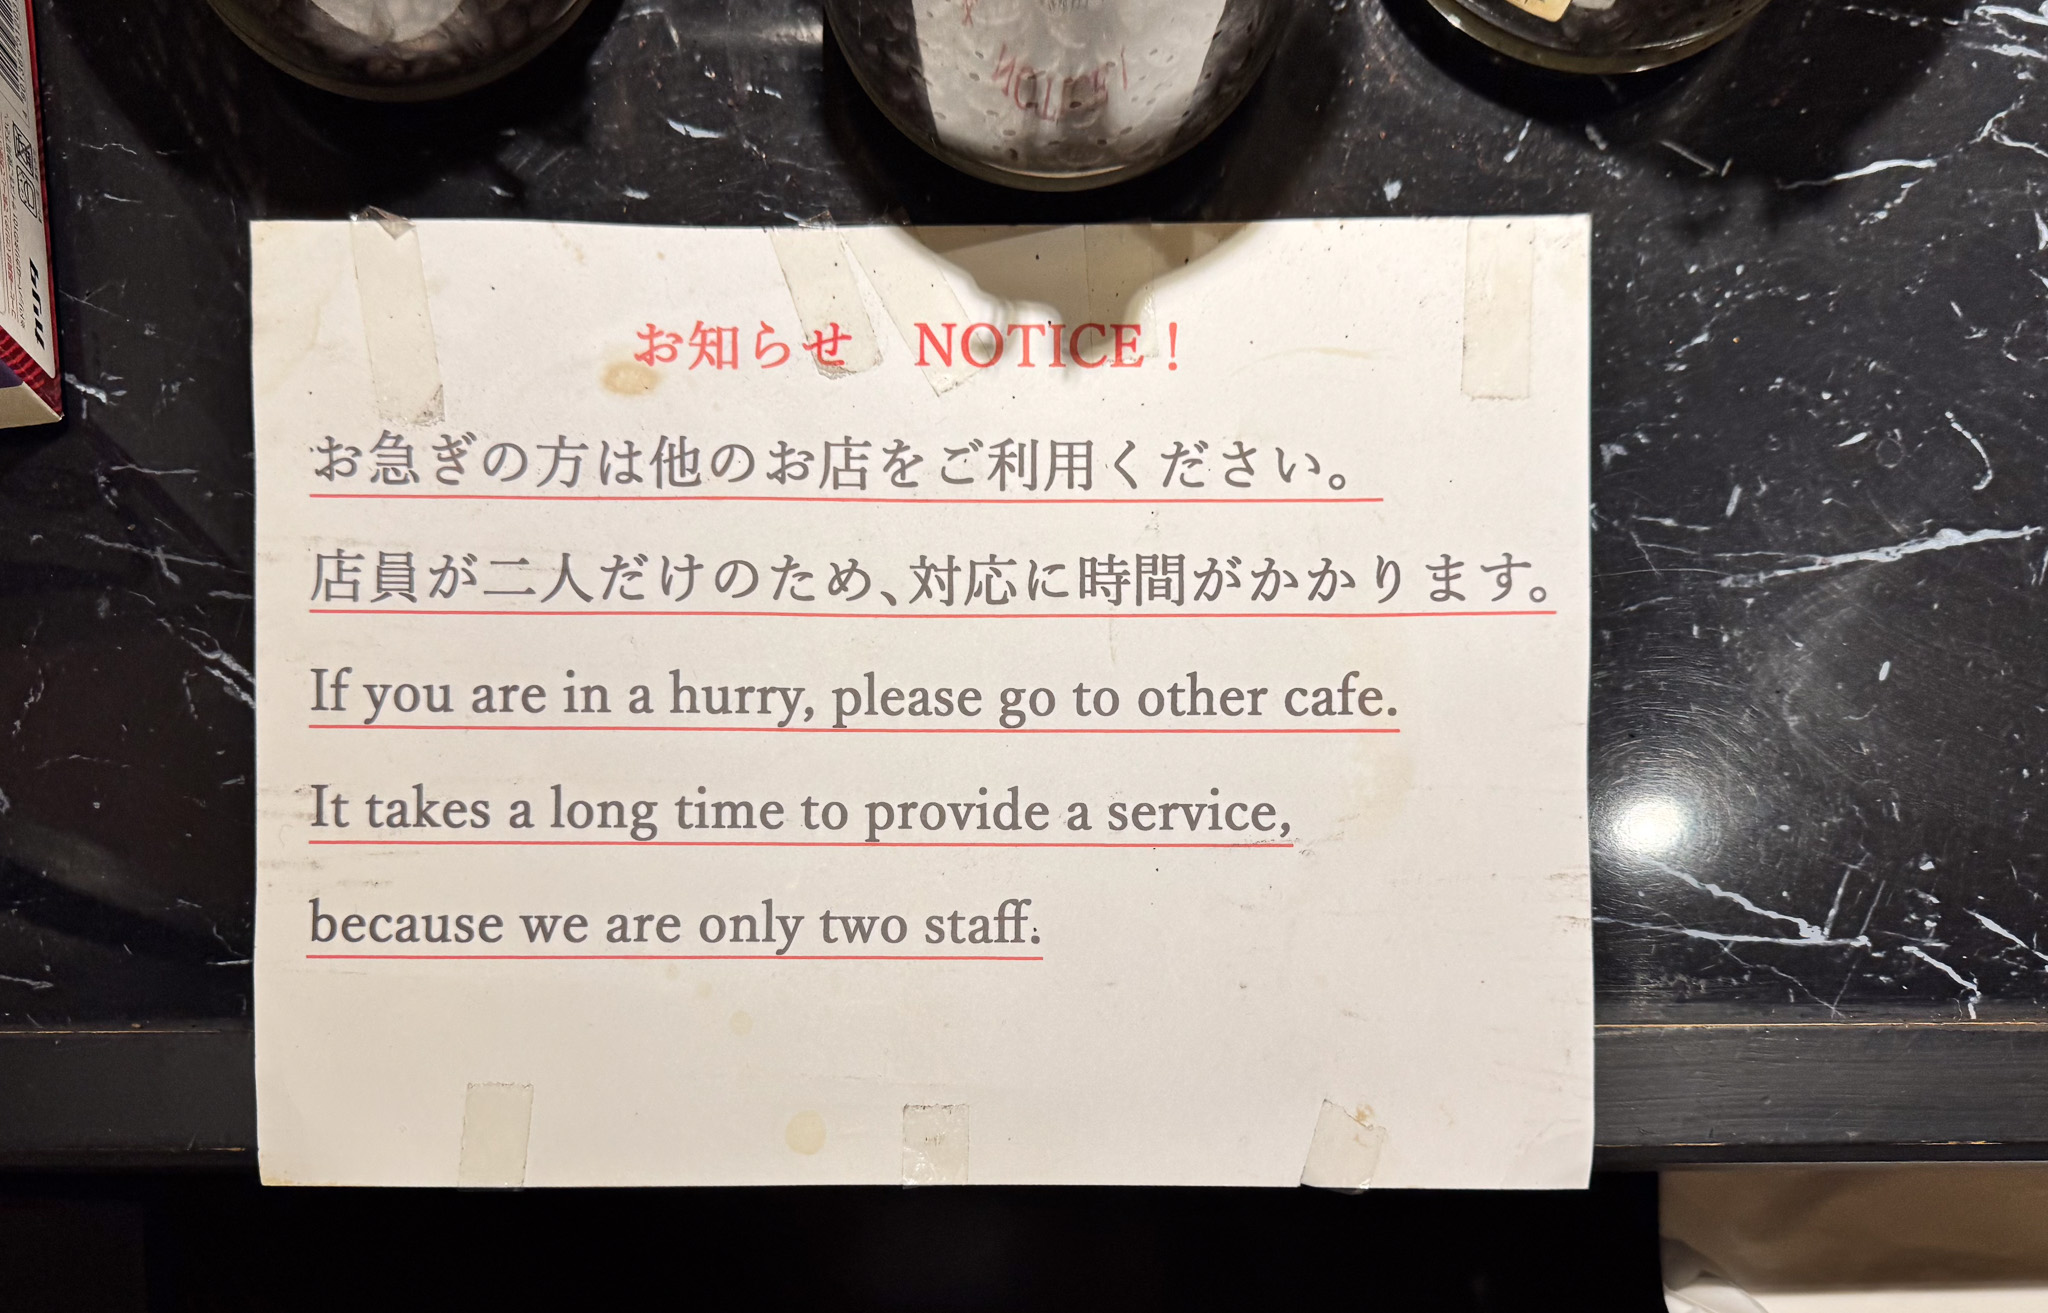 お知らせ　NOTICE！
お急ぎの方は他のお店をご利用ください。
店員が二人だけのため、対応に時間がかかります。
If you are in a hurry, please go to other cafe.
It takes a long time to provide a service,
because we are only two staff.